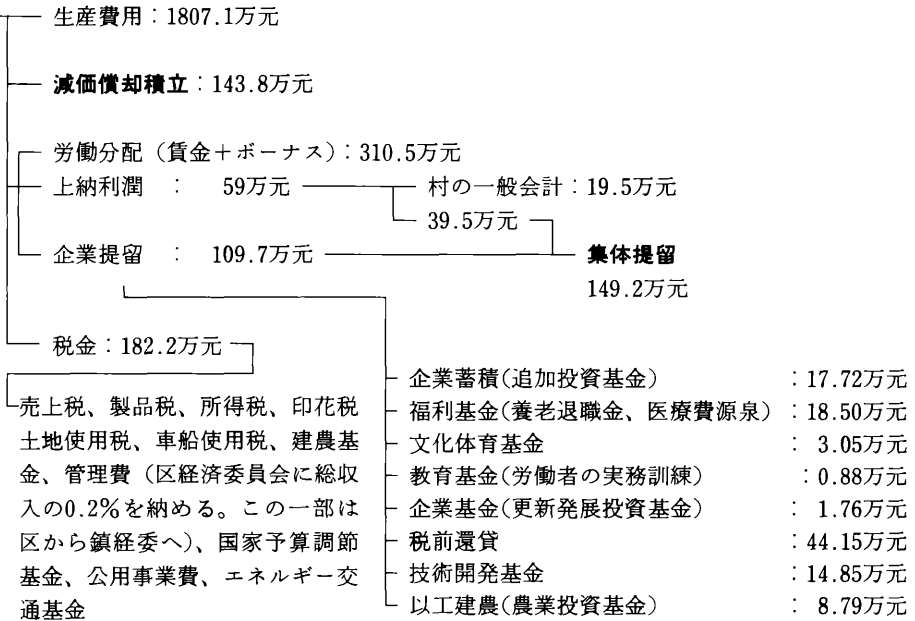 生産費用：1807.1万元
減価償却積立：143.8万元
労働分配（賃金＋ボーナス）：310.5万元
上納利潤　：　59万元　村の一般会計：19.5万元
39.5万元
企業提留　：　109.7万元　集体提留
149.2万元
税金：182.2万元
売上税、製品税、所得税、印花税
土地使用税、車船使用税、建農基
金、管理費（区経済委員会に総収
入の0.2％を納める。この一部は
区から鎮経委へ）、国家予算調節
基金、公用事業費、エネルギー交
通基金
企業蓄積(追加投資基金)　：17.72万元
福利基金(養老退職金、医療費源泉)：18.50万元
文化体育基金　：3.05万元
教育基金(労働者の実務訓練)　：0.88万元
企業基金(更新発展投資基金)　：1.76万元
税前還貸　：44.15万元
技術開発基金　：14.85万元
以工建農(農業投資基金)　：8.79万元